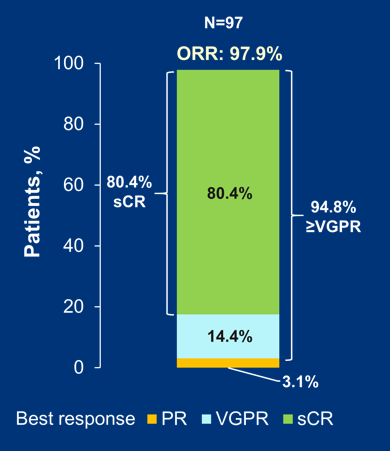 N=97
ORR: 97.9%
Patients, %
100
80
60
40
20
0
80.4%
sCR
80.4%
94.8%
≥VGPR
14.4%
3.1%
Best response PR VGPR sCR